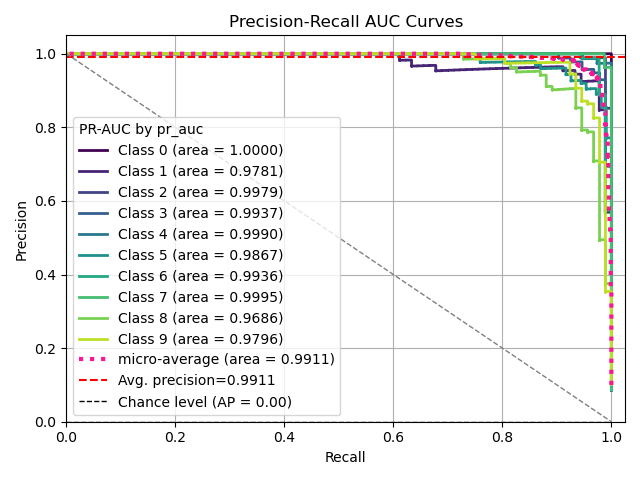 Precision-Recall AUC Curves
Precision
1.0
0.8
0.6
0.4
0.2
0.0
PR-AUC by pr_auc
Class 0 (area = 1.0000)
Class 1 (area = 0.9781)
Class 2 (area = 0.9979)
Class 3 (area = 0.9937)
Class 4 (area = 0.9990)
Class 5 (area = 0.9867)
Class 6 (area = 0.9936)
Class 7 (area = 0.9995)
Class 8 (area = 0.9686)
Class 9 (area = 0.9796)
micro-average (area = 0.9911)
Avg. precision=0.9911
Chance level (AP = 0.00)
0.0 0.2 0.4 0.6 0.8 1.0
Recall